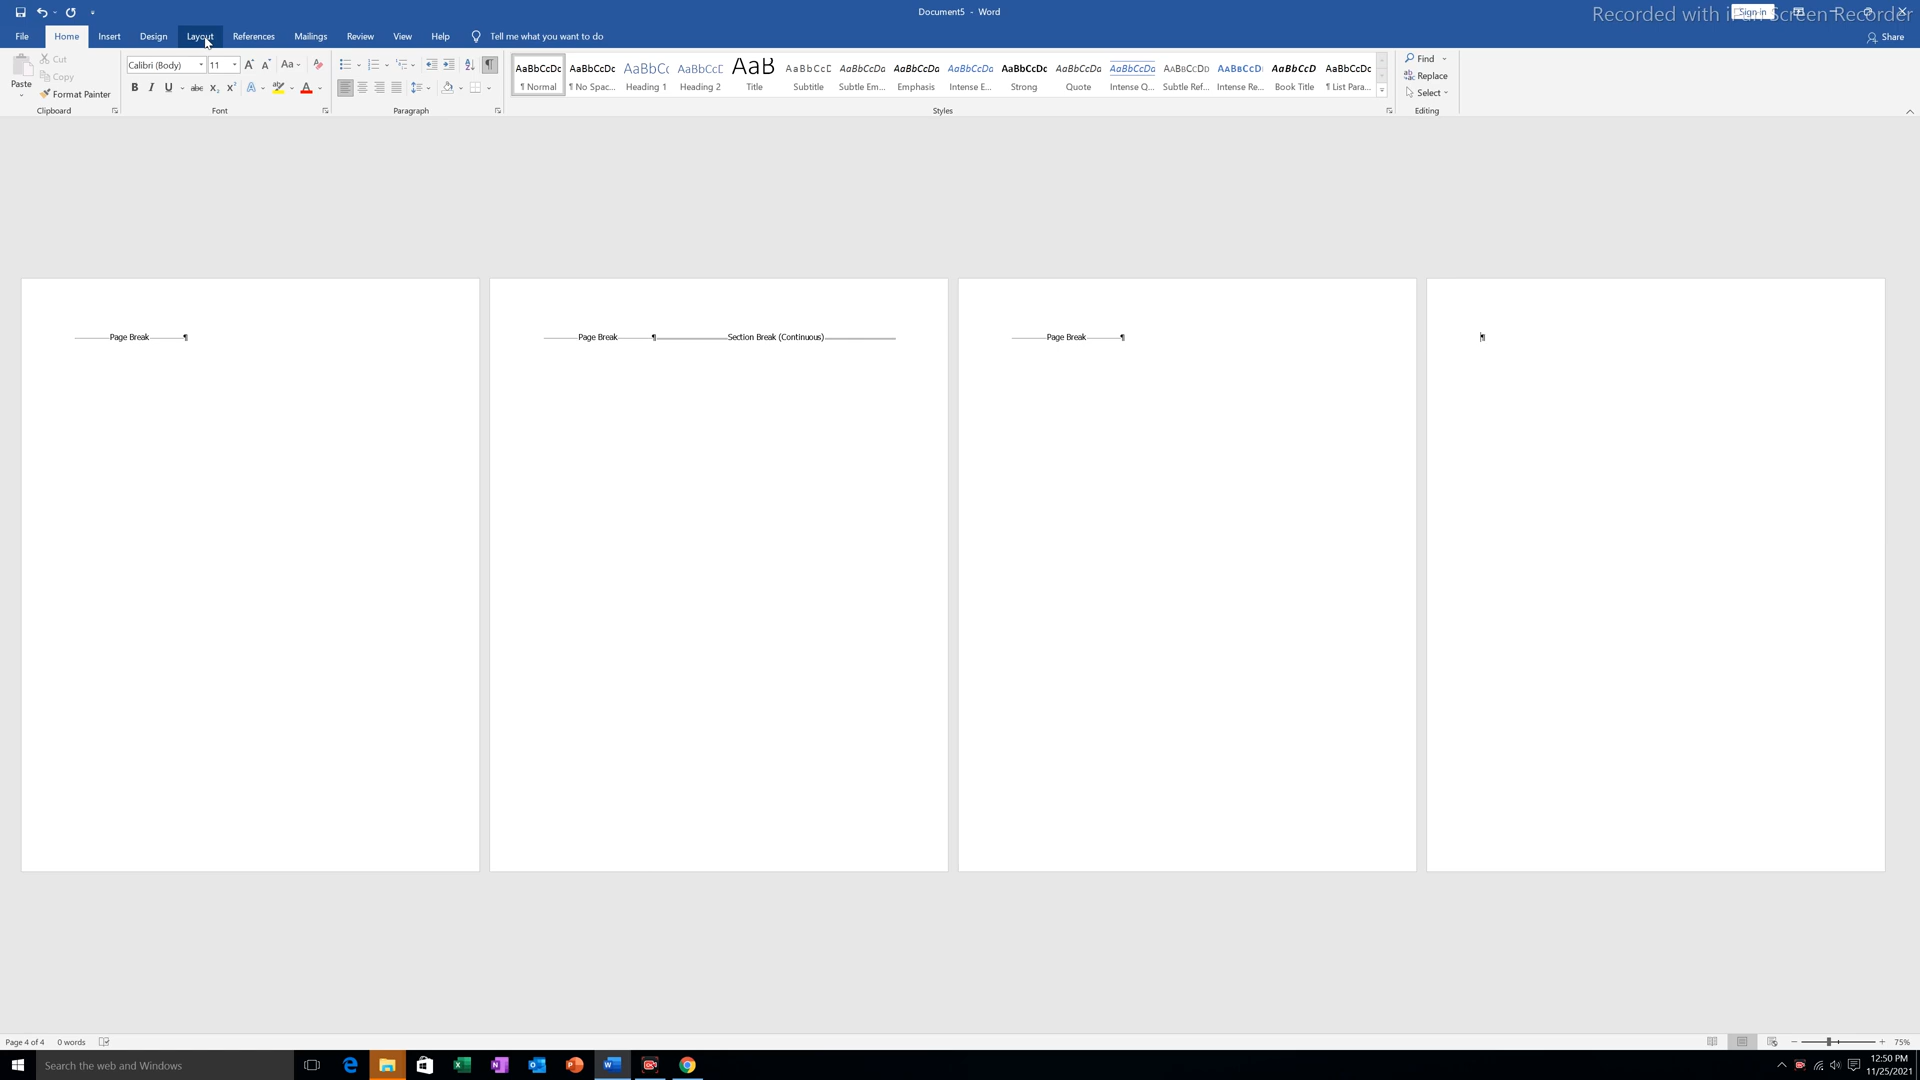 Document5 - Word
Sign in
Recorded with iFun Screen Recorder
File Home Insert Design Layout References Mailings Review View Help Tell me what you want to do Share
Cut
Copy
Paste
Format Painter
Clipboard
Calibri (Body) 11
Font
Paragraph
AaBbCcDc AaBbCcDc AaBbCc AaBbCcD AaB AaBbCcD AaBbCcDa AaBbCcDa AaBbCcDa AaBbCcDc AaBbCcDa AaBbCcDa AaBbCcDd AaBbCcDd AaBbCcD AaBbCcDc
¶ Normal ¶ No Spac... Heading 1 Heading 2 Title Subtitle Subtle Em... Emphasis Intense E... Strong Quote Intense Q... Subtle Ref... Intense Re... Book Title ¶ List Para...
Styles
Find
Replace
Select
Editing
Page Break ¶
Page Break ¶ Section Break (Continuous)
Page Break ¶
¶
Page 4 of 4 0 words
75%
Search the web and Windows
12:50 PM
11/25/2021